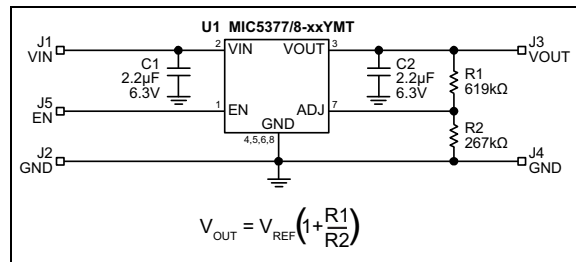 U1 MIC5377/8-xxYMT
J1
VIN
C1
2.2µF
6.3V
2
VIN
VOUT
3
C2
2.2µF
6.3V
R1
619kΩ
J3
VOUT
J5
EN
1
EN
ADJ
7
GND
4,5,6,8
R2
267kΩ
J2
GND
J4
GND
V_OUT = V_REF(1+R1/R2)